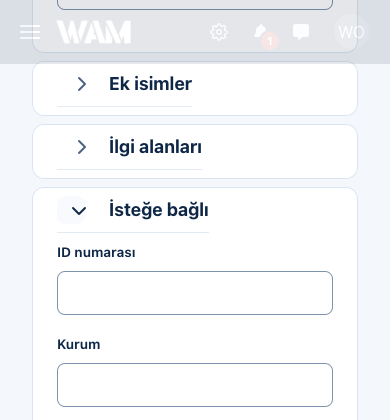 WAM
1
WO
Ek isimler
İlgi alanları
İsteğe bağlı
ID numarası
Kurum